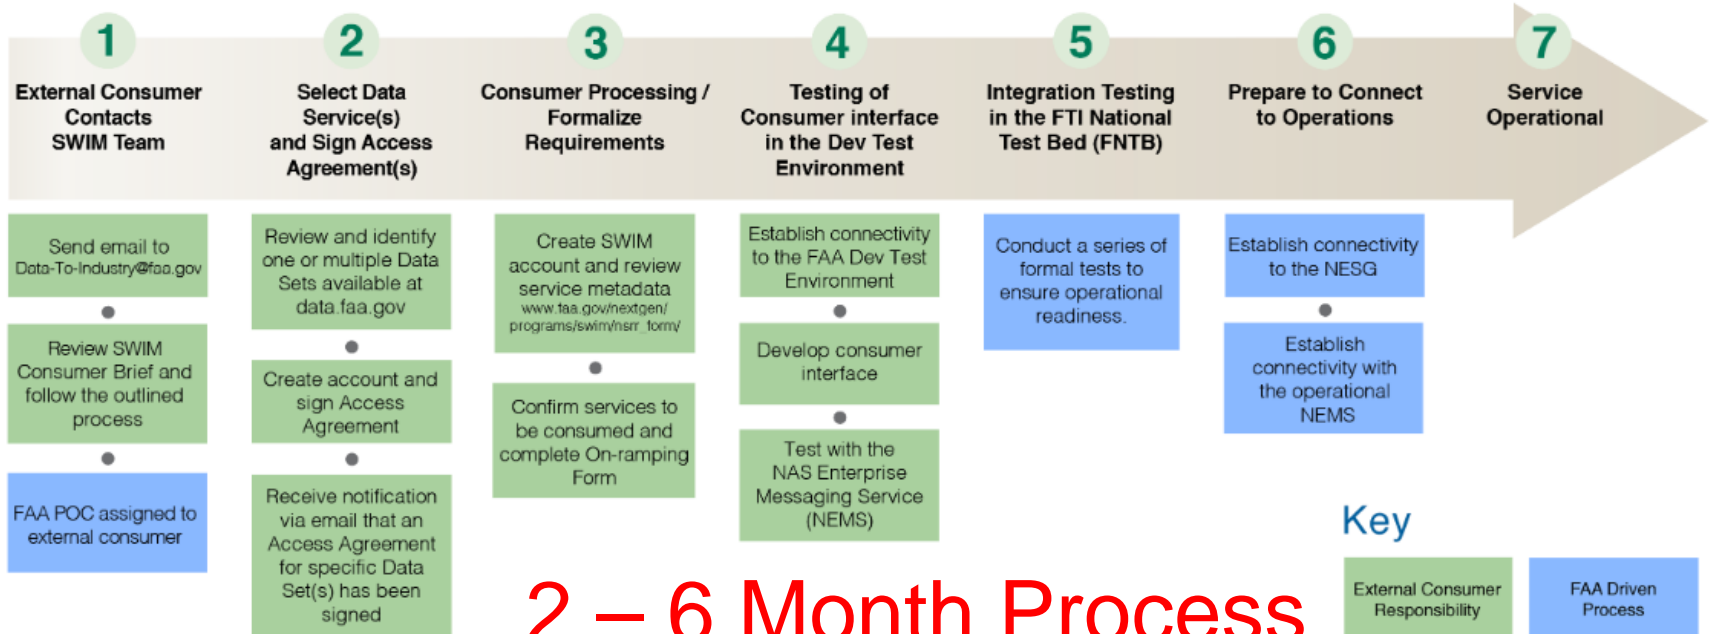 1
External Consumer
Contacts
SWIM Team
2
Select Data
Service(s)
and Sign Access
Agreement(s)
3
Consumer Processing /
Formalize
Requirements
4
Testing of
Consumer interface
in the Dev Test
Environment
5
Integration Testing
in the FTI National
Test Bed (FNTB)
6
Prepare to Connect
to Operations
7
Service
Operational
Send email to
Data-To-Industry@faa.gov
Review SWIM
Consumer Brief and
follow the outlined
process
FAA POC assigned to
external consumer
Review and identify
one or multiple Data
Sets available at
data.faa.gov
Create account and
sign Access
Agreement
Receive notification
via email that an
Access Agreement
for specific Data
Set(s) has been
signed
Create SWIM
account and review
service metadata
www.faa.gov/nextgen/
programs/swim/nsrr_form/
Confirm services to
be consumed and
complete On-ramping
Form
Establish connectivity
to the FAA Dev Test
Environment
Develop consumer
interface
Test with the
NAS Enterprise
Messaging Service
(NEMS)
Conduct a series of
formal tests to
ensure operational
readiness.
Establish connectivity
to the NESG
Establish
connectivity with
the operational
NEMS
2 – 6 Month Process
Key
External Consumer
Responsibility
FAA Driven
Process